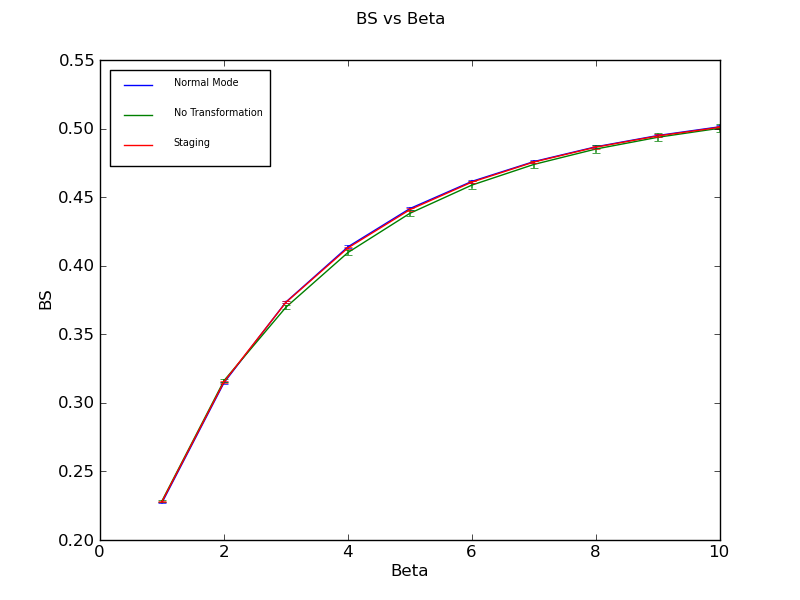 BS vs Beta
0.55
0.50
0.45
0.40
0.35
0.30
0.25
0.20
BS
Normal Mode
No Transformation
Staging
0 2 4 6 8 10
Beta